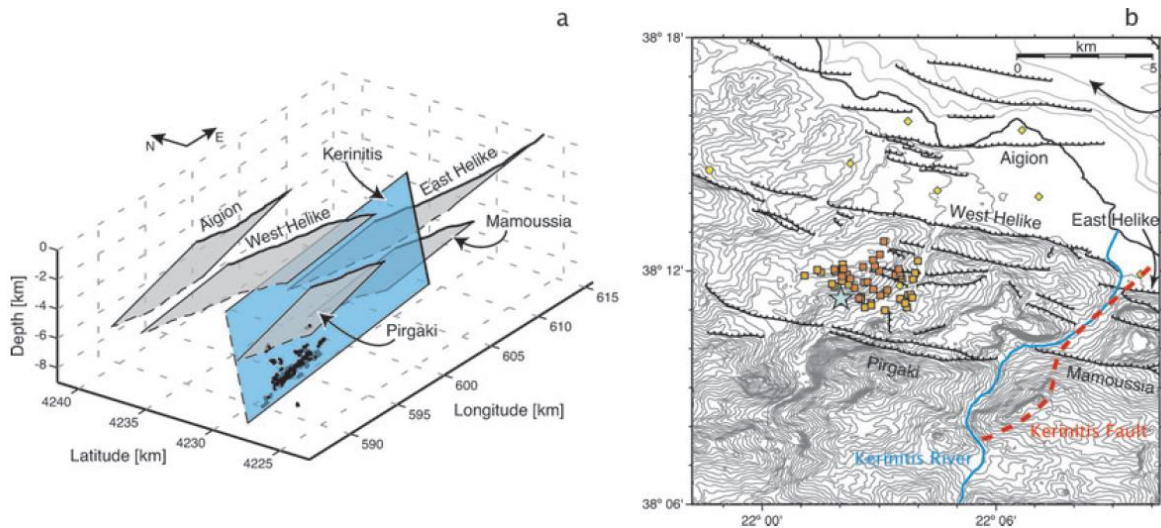 a
N
E
Kerinitis
East Helike
Aigion
West Helike
Mamoussia
Pirgaki
0
-2
-4
-6
-8
Depth [km]
4240
4235
4230
4225
Latitude [km]
590
595
600
605
610
615
Longitude [km]
b
38° 18'
38° 12'
38° 06'
km
0
5
Aigion
West Helike
East Helike
Pirgaki
Mamoussia
Kerinitis Fault
Kerinitis River
22° 00'
22° 06'